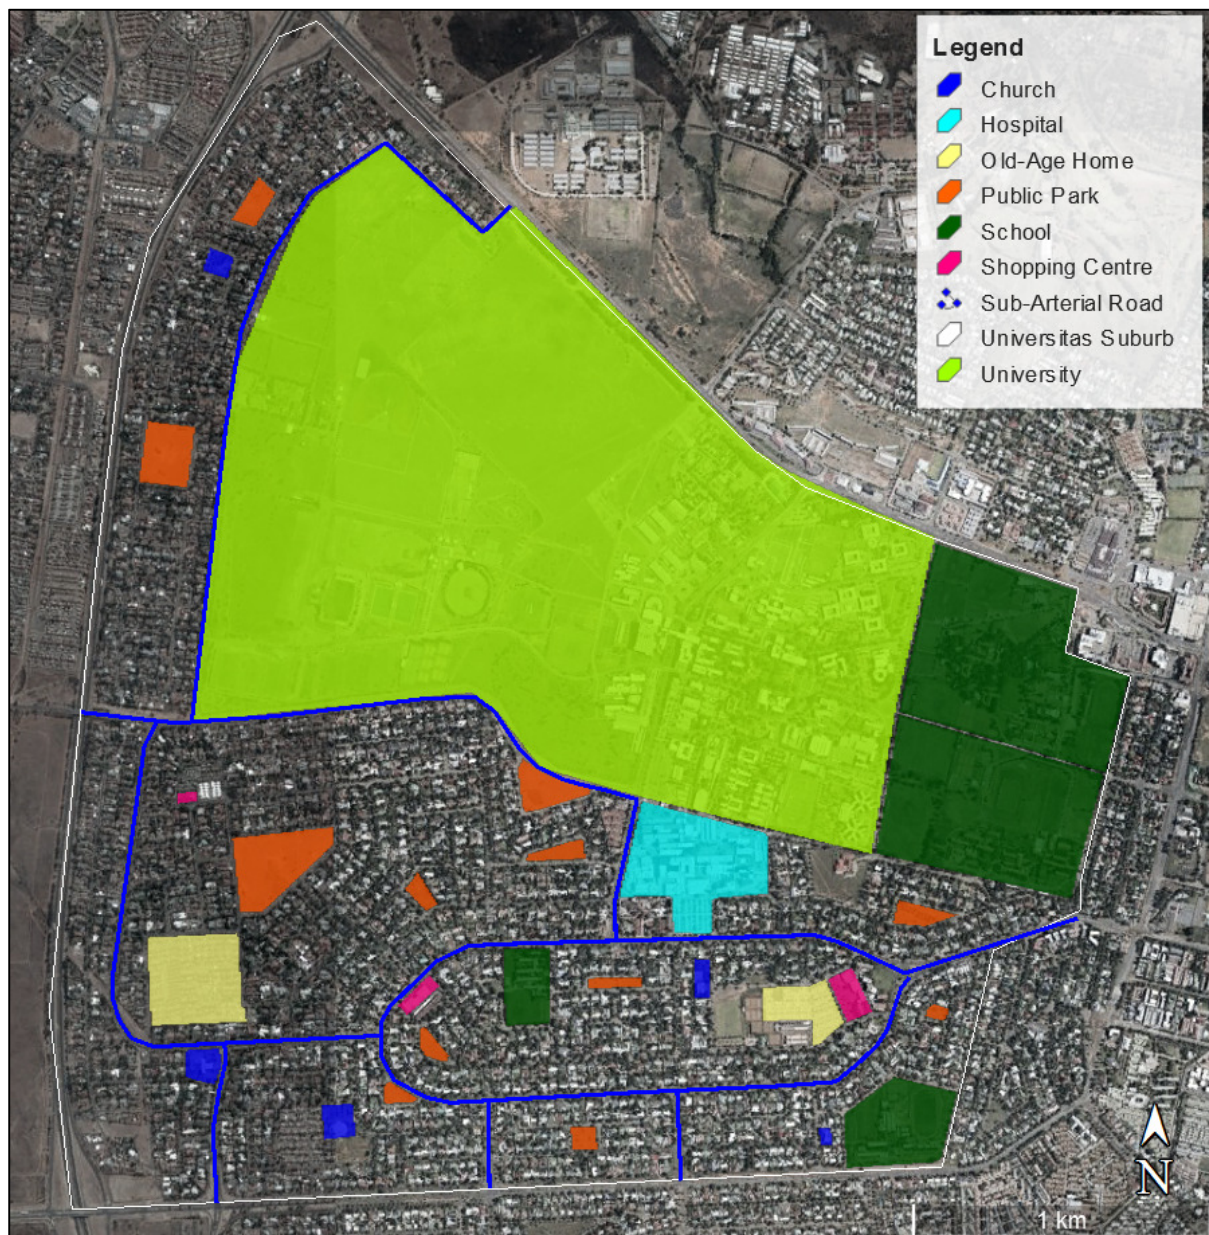 Legend
Church
Hospital
Old-Age Home
Public Park
School
Shopping Centre
Sub-Arterial Road
Universitas Suburb
University
N
1 km